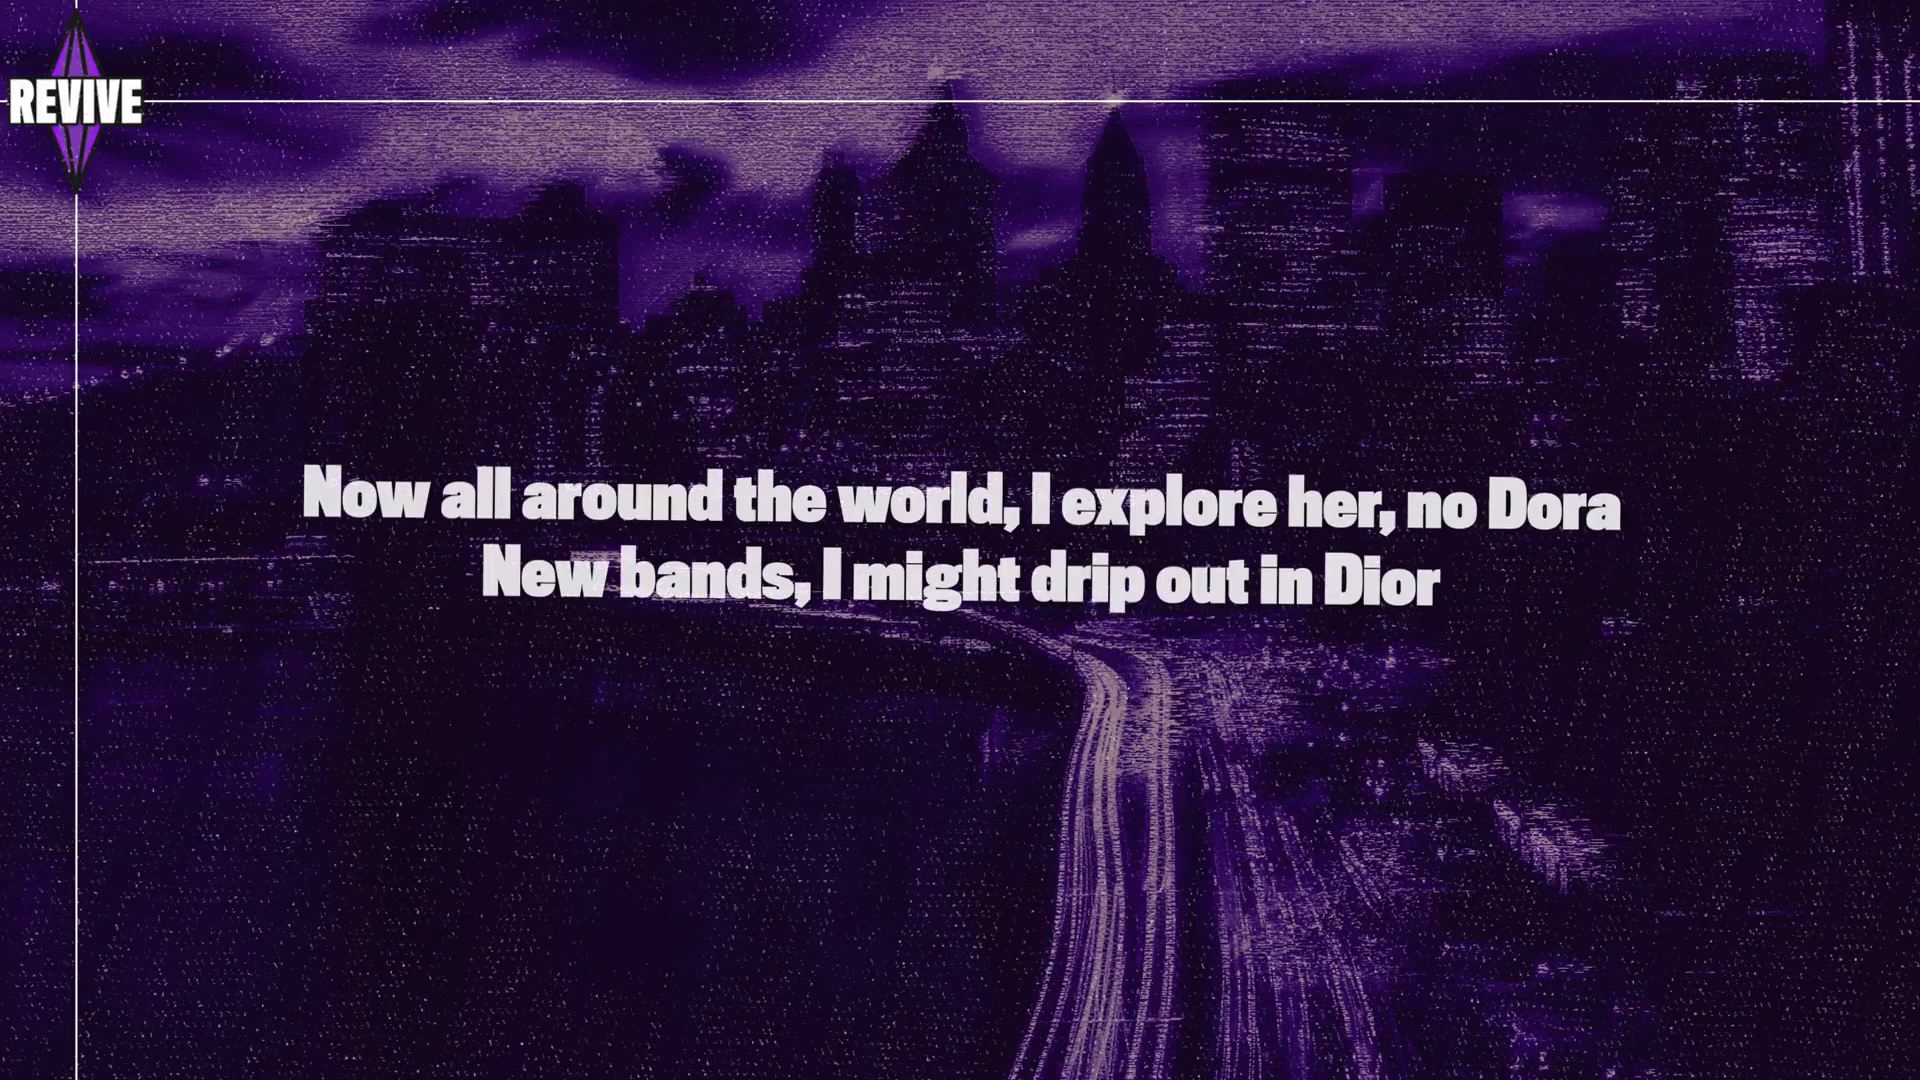 REVIVE
Now all around the world, I explore her, no Dora
New bands, I might drip out in Dior